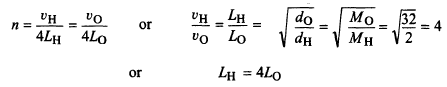 n = v_H/4L_H = v_O/4L_O or v_H/v_O = L_H/L_O = √(d_O/d_H) = √(M_O/M_H) = √(32/2) = 4
or L_H = 4L_O